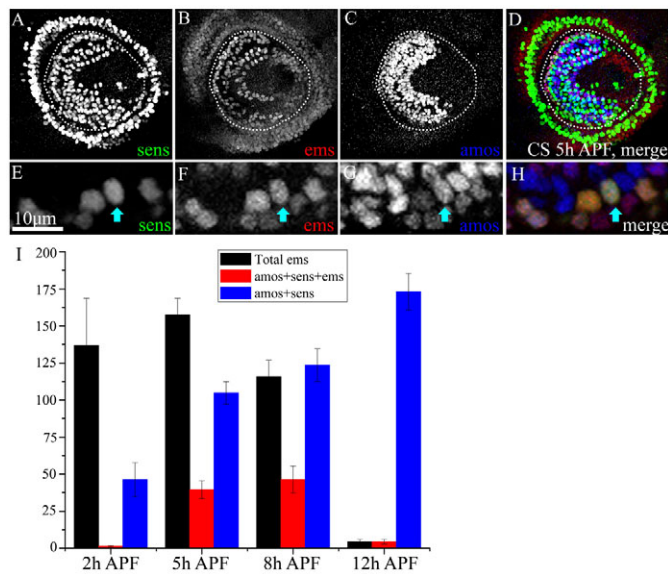 A
B
C
D
sens
ems
amos
CS 5h APF, merge
E
F
G
H
10μm
sens
ems
amos
merge
I
200
175
150
125
100
75
50
25
0
Total ems
amos+sens+ems
amos+sens
2h APF
5h APF
8h APF
12h APF